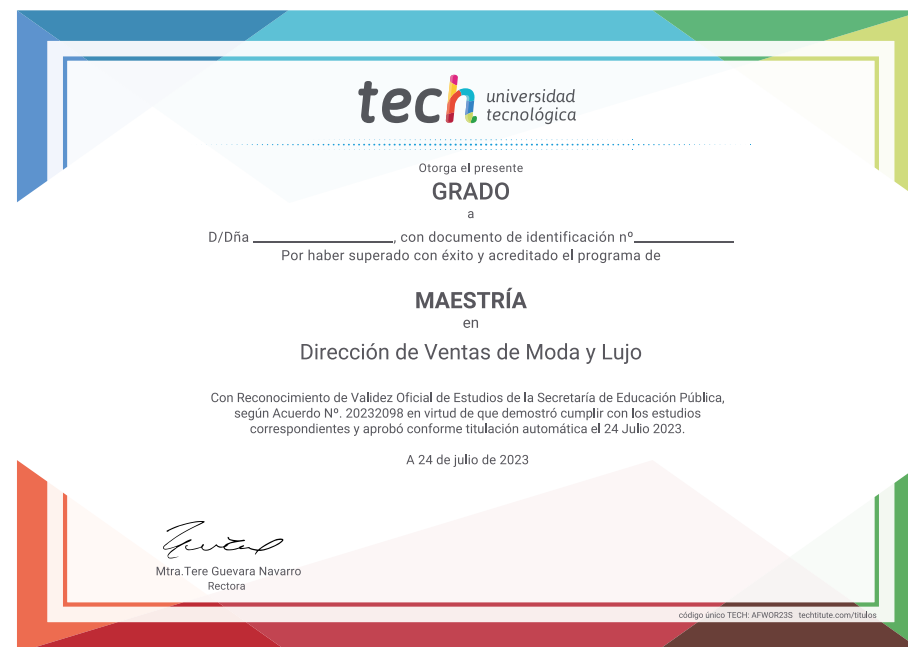 tech universidad
tecnológica
Otorga el presente
GRADO
a
D/Dña ____________, con documento de identificación nº____________
Por haber superado con éxito y acreditado el programa de
MAESTRÍA
en
Dirección de Ventas de Moda y Lujo
Con Reconocimiento de Validez Oficial de Estudios de la Secretaría de Educación Pública,
según Acuerdo Nº. 20232098 en virtud de que demostró cumplir con los estudios
correspondientes y aprobó conforme titulación automática el 24 Julio 2023.
A 24 de julio de 2023
Mtra.Tere Guevara Navarro
Rectora
código único TECH: AFWOR23S techtitute.com/titulos